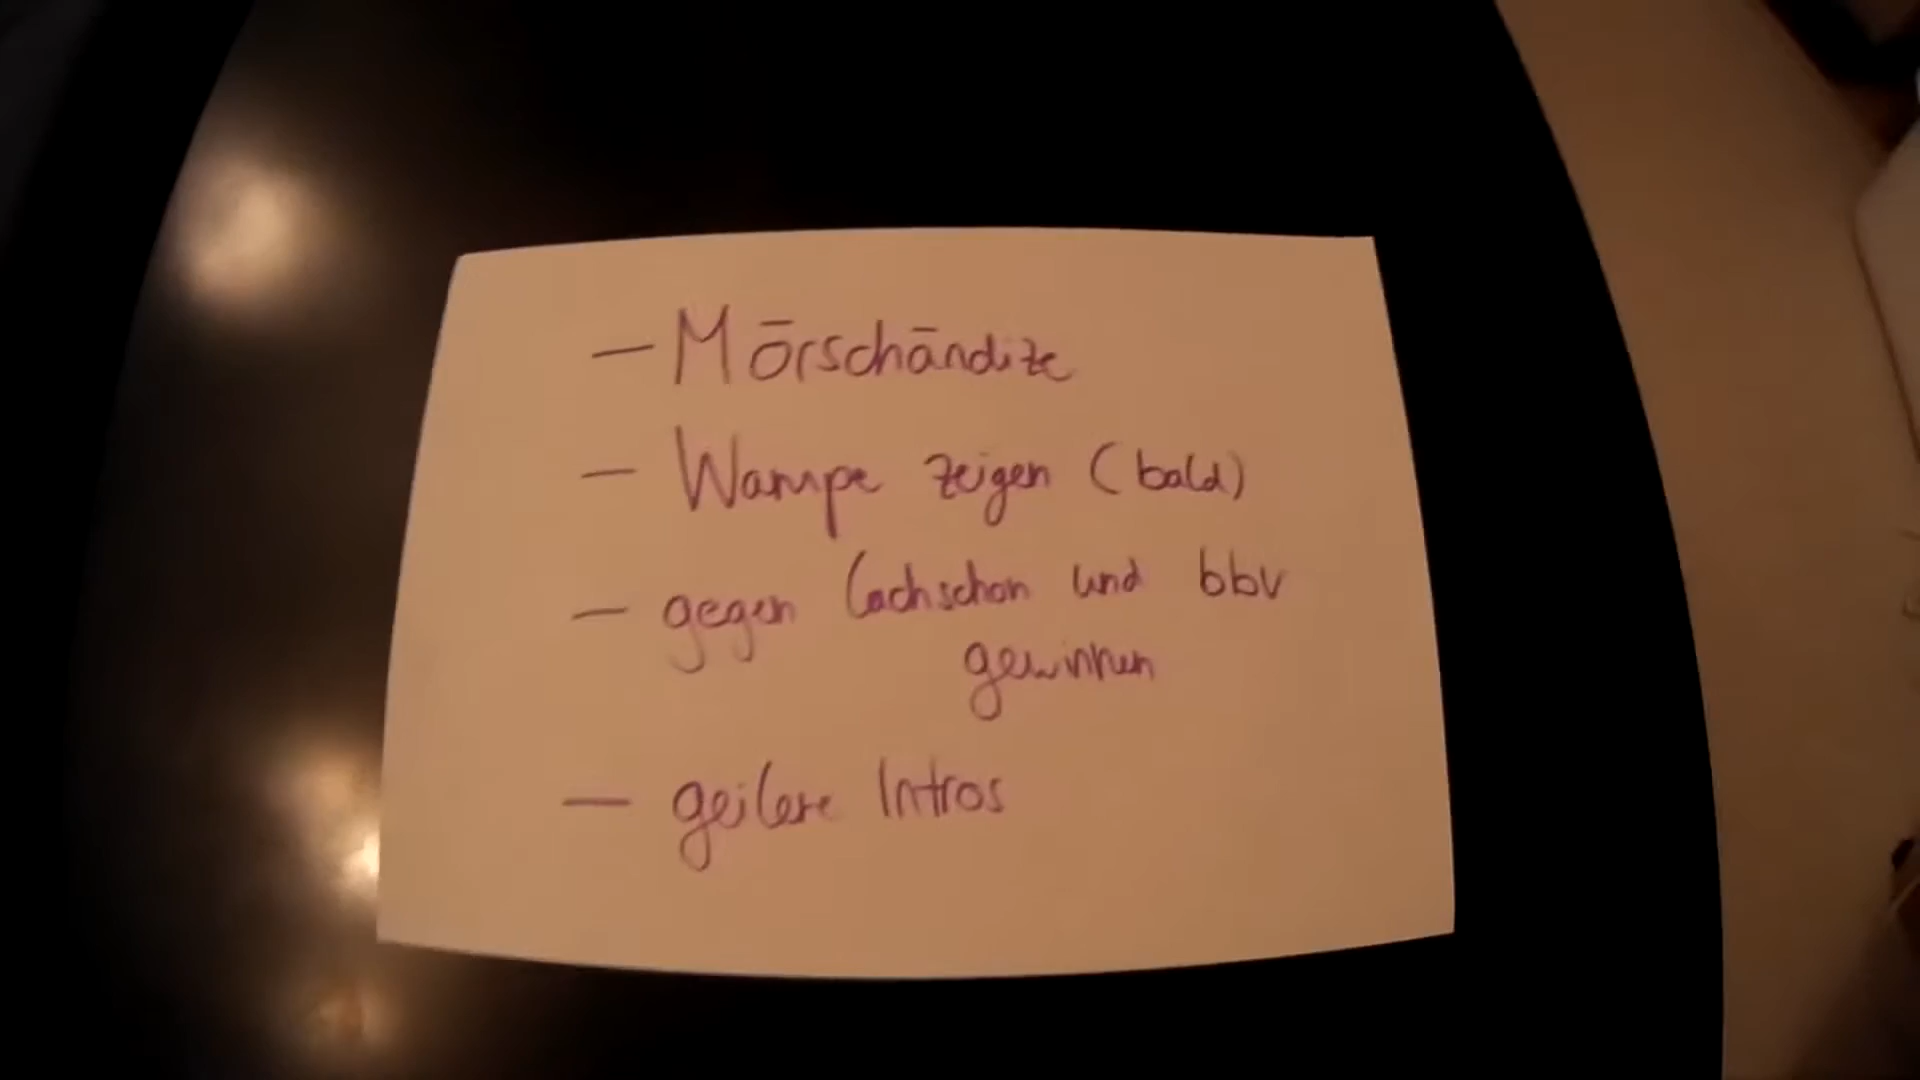 – Mörschändize
– Wampe zeigen (bald)
– gegen Lachschon und bbv
gewinnen
– geilere Intros